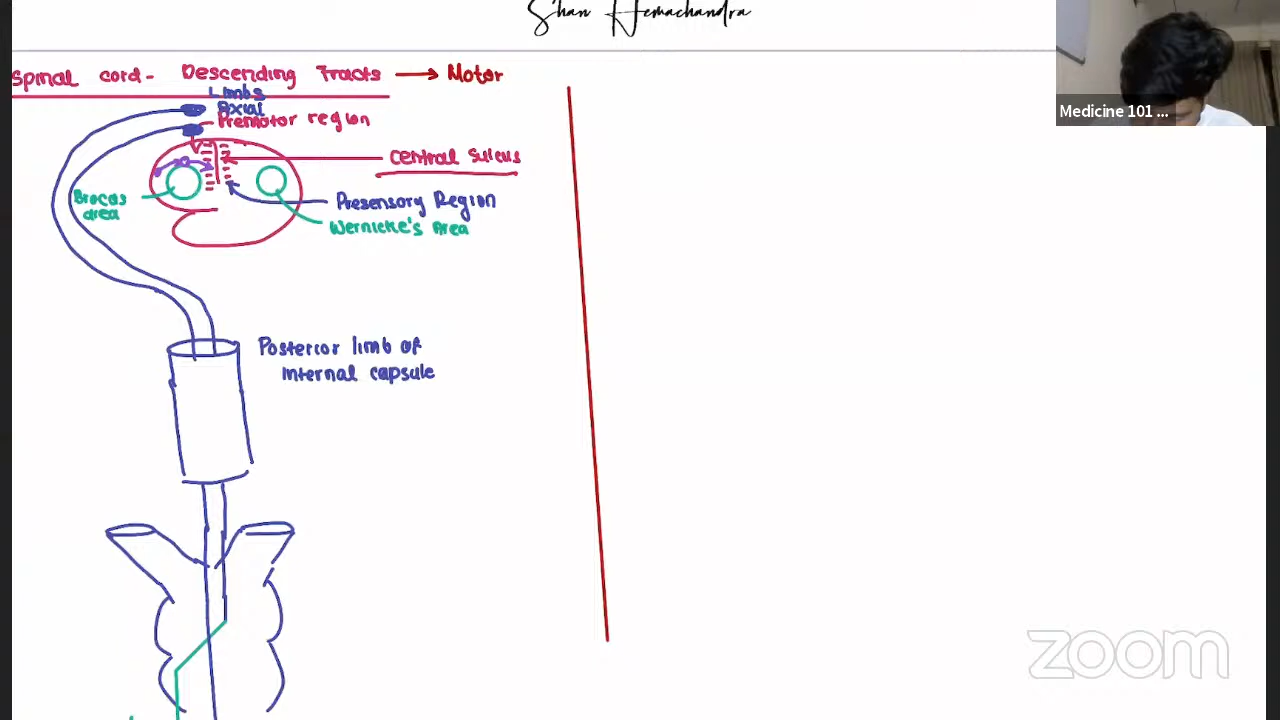 Shan Hemachandra
Spinal cord - Descending Tracts → Motor
Limbs
Axial
Premotor region
Central Sulcus
Brocas
area
Presensory Region
Wernicke's Area
Posterior limb of
internal capsule
Medicine 101 ...
zoom